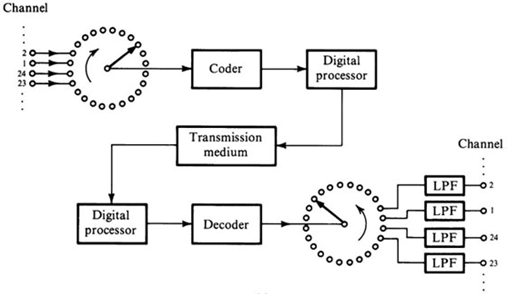 Channel
2
1
24
23
Coder
Digital
processor
Transmission
medium
Channel
Digital
processor
Decoder
LPF
2
LPF
1
LPF
24
LPF
23